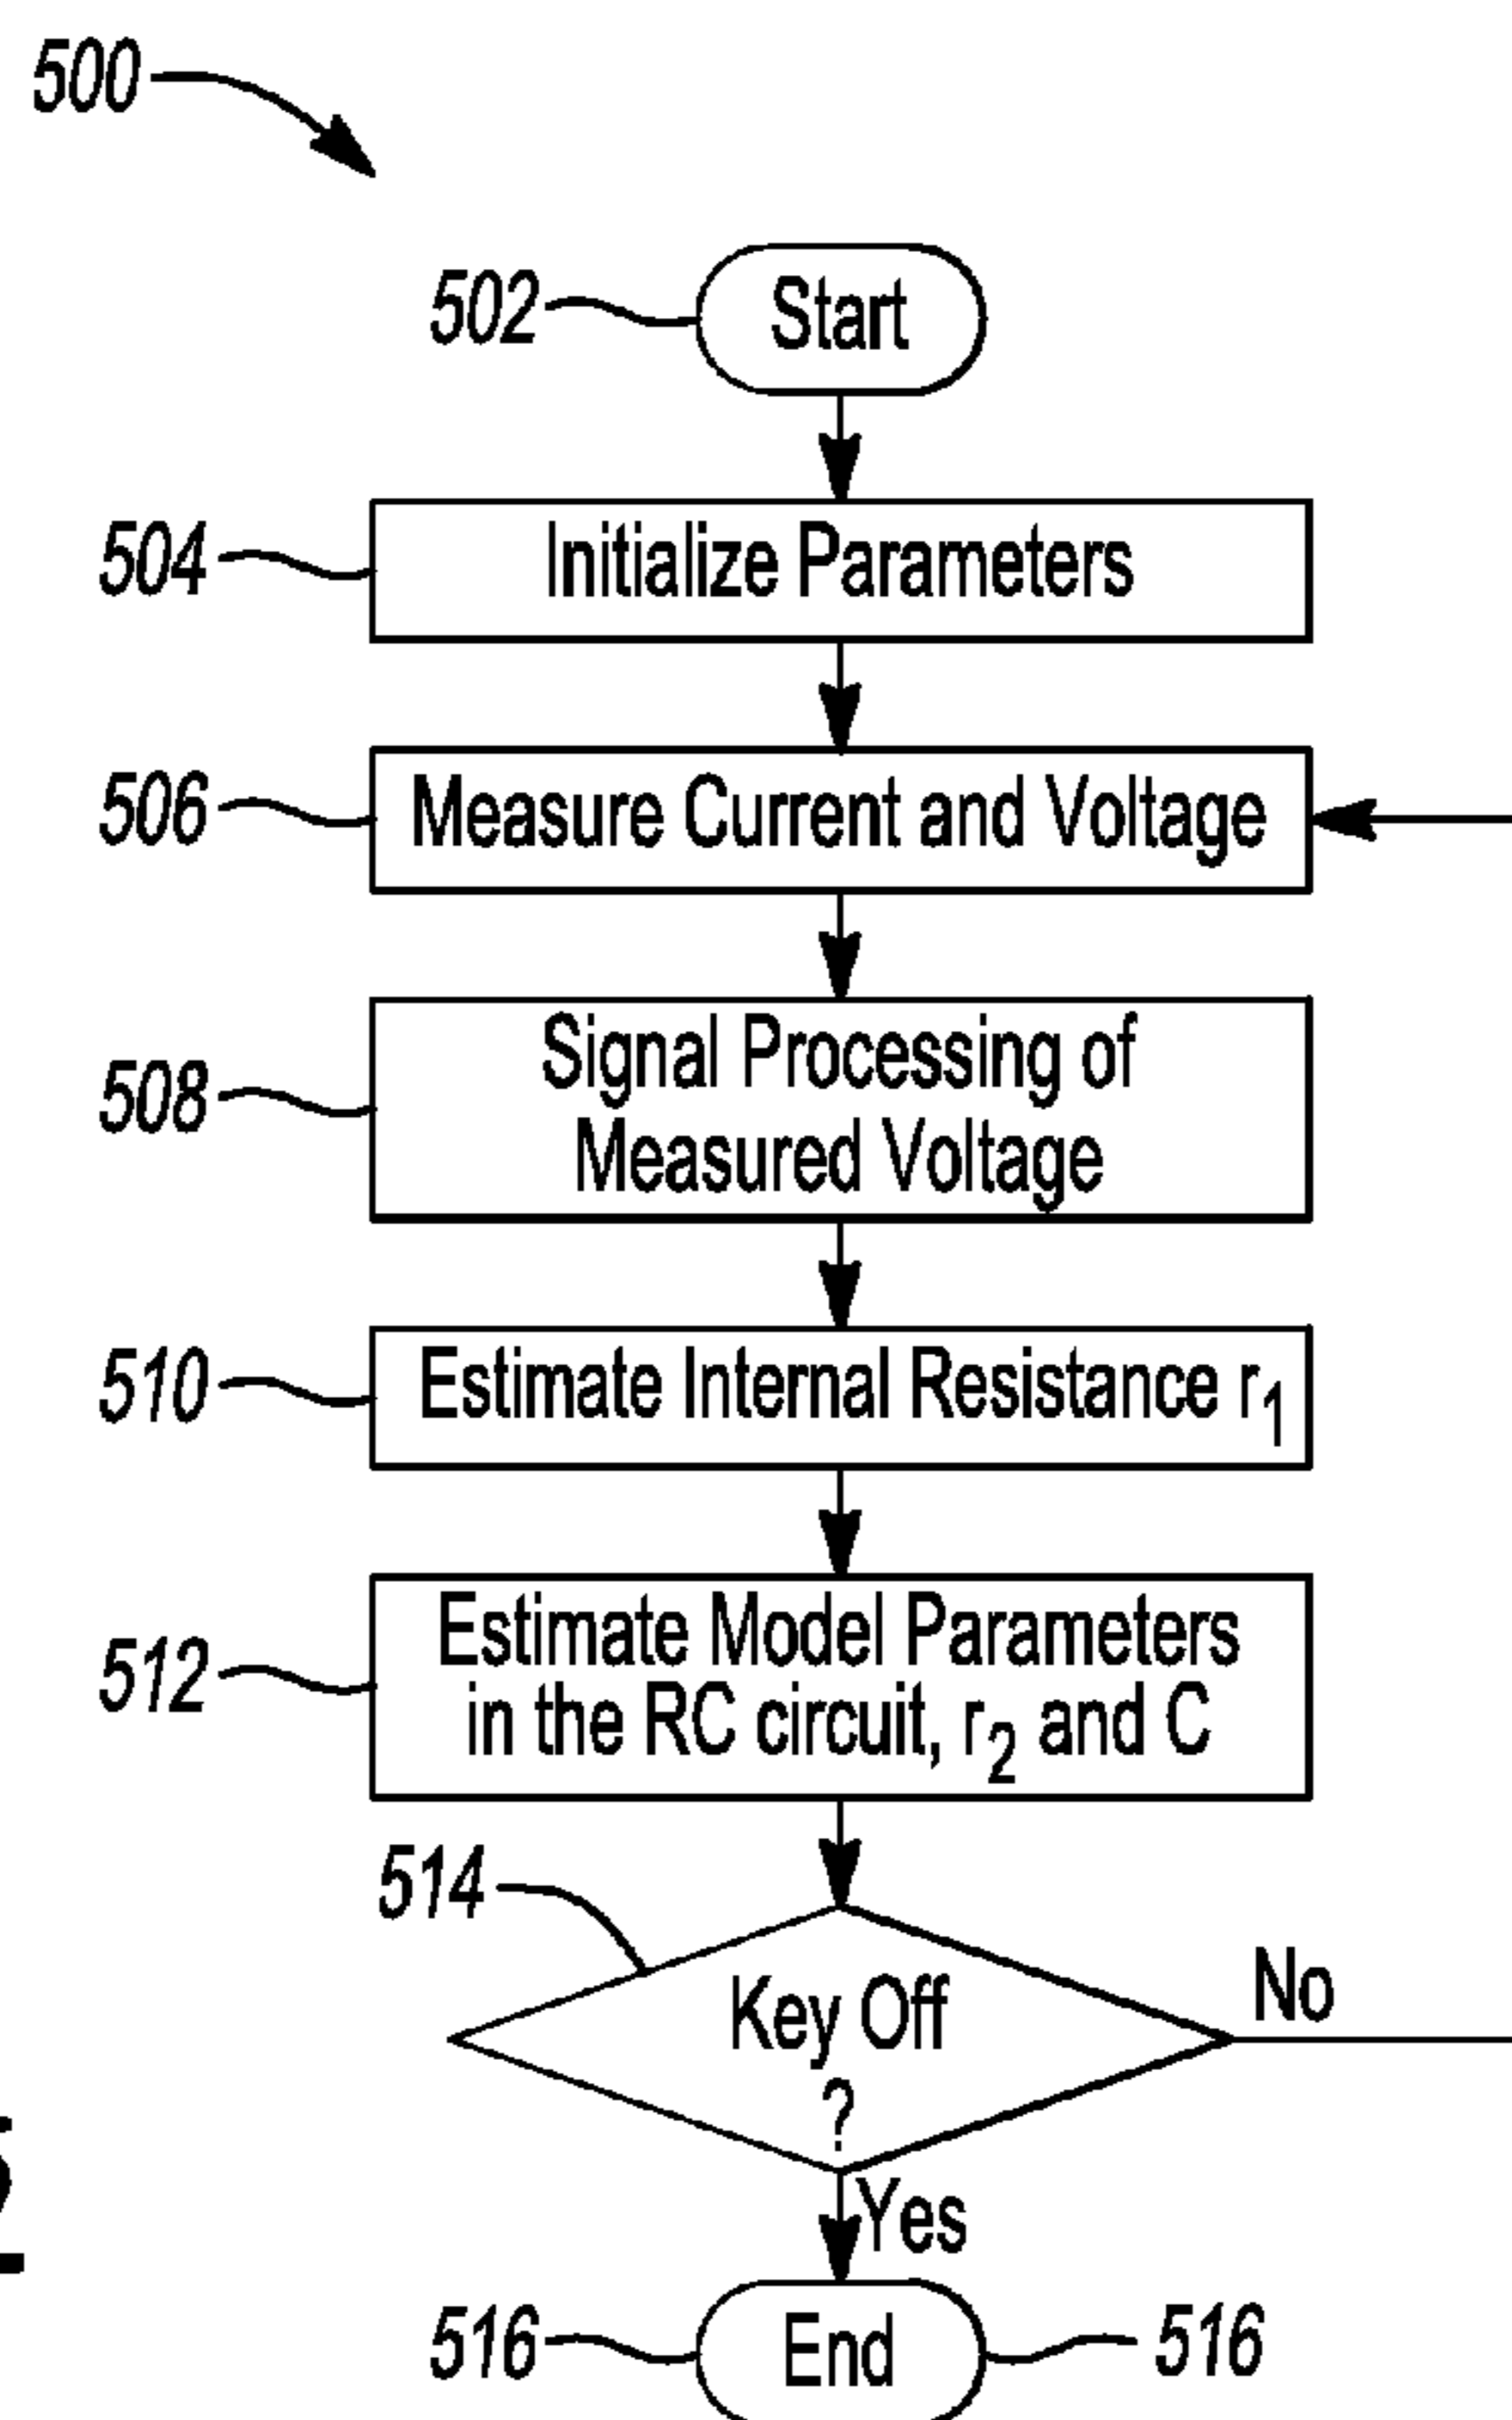 500
502
Start
504
Initialize Parameters
506
Measure Current and Voltage
508
Signal Processing of
Measured Voltage
510
Estimate Internal Resistance r1
512
Estimate Model Parameters
in the RC circuit, r2 and C
514
Key Off
?
No
Yes
516
End
516